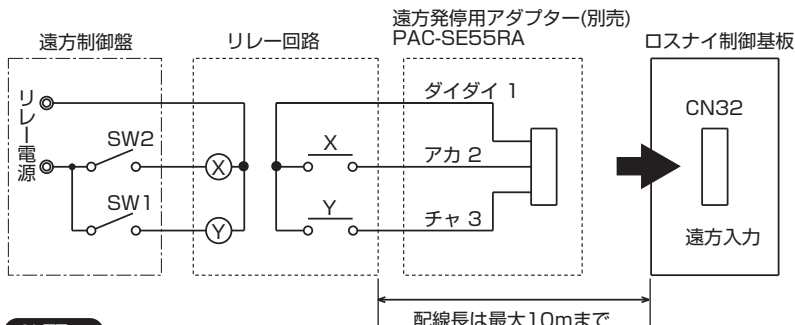 遠方制御盤
リレー回路
遠方発停用アダプター(別売)
PAC-SE55RA
ロスナイ制御基板
リレー電源
SW2
SW1
X
Y
X
Y
ダイダイ 1
アカ 2
チャ 3
CN32
遠方入力
配線長は最大10mまで